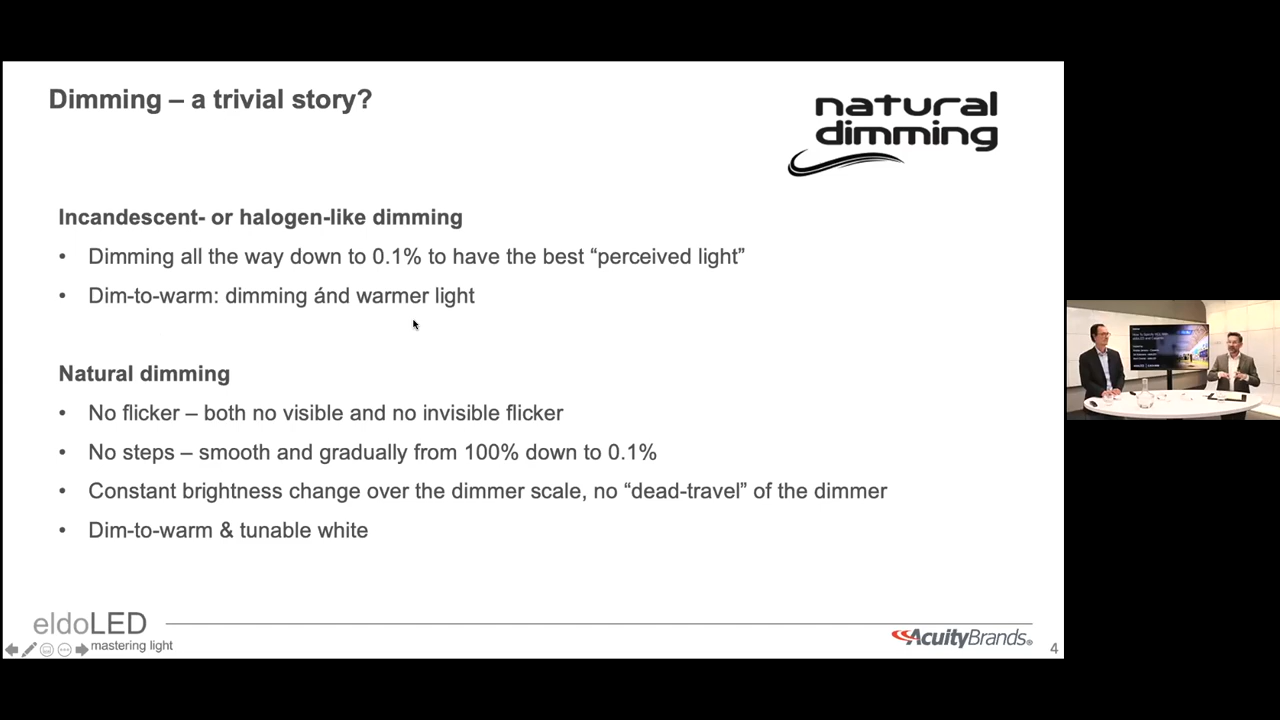 Dimming – a trivial story?
natural
dimming
Incandescent- or halogen-like dimming
• Dimming all the way down to 0.1% to have the best “perceived light”
• Dim-to-warm: dimming ánd warmer light
Natural dimming
• No flicker – both no visible and no invisible flicker
• No steps – smooth and gradually from 100% down to 0.1%
• Constant brightness change over the dimmer scale, no “dead-travel” of the dimmer
• Dim-to-warm & tunable white
eldoLED
mastering light
AcuityBrands®
4